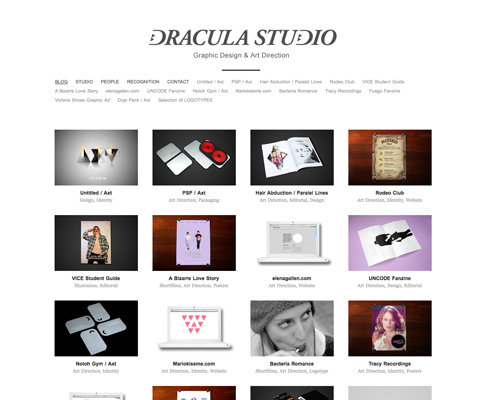 DRACULA STUDIO
Graphic Design & Art Direction
BLOG STUDIO PEOPLE RECOGNITION CONTACT Untitled / Axt PSP / Axt Hair Abduction / Paralel Lines Rodeo Club VICE Student Guide
A Bizarre Love Story elenagallen.com UNCODE Fanzine Notoh Gym / Axt Mariokissme.com Bacteria Romance Tracy Recordings Fuego Fanzine
Victoria Shoes Graphic Art Dojo Pack / Axt Selection of LOGOTYPES
AXT
RODEO
Untitled / Axt PSP / Axt Hair Abduction / Paralel Lines Rodeo Club
Design, Identity Art Direction, Packaging Art Direction, Editorial, Design Art Direction, Identity, Website
VICE Student Guide A Bizarre Love Story elenagallen.com UNCODE Fanzine
Illustration, Editorial Shortfilms, Art Direction, Posters Art Direction, Identity, Website Art Direction, Design, Editorial
Notoh Gym / Axt Mariokissme.com Bacteria Romance Tracy Recordings
Art Direction, Identity Art Direction, Identity, Website Shortfilms, Art Direction, Logotype Art Direction, Identity, Posters